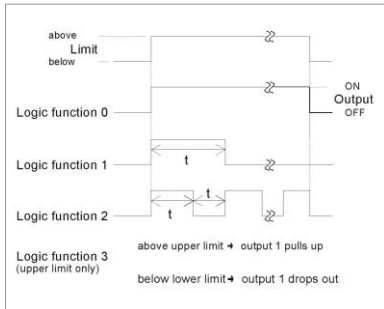 above
Limit
below
ON
Output
OFF
Logic function 0
Logic function 1
t
t
Logic function 2
t
Logic function 3
(upper limit only)
above upper limit → output 1 pulls up
below lower limit → output 1 drops out